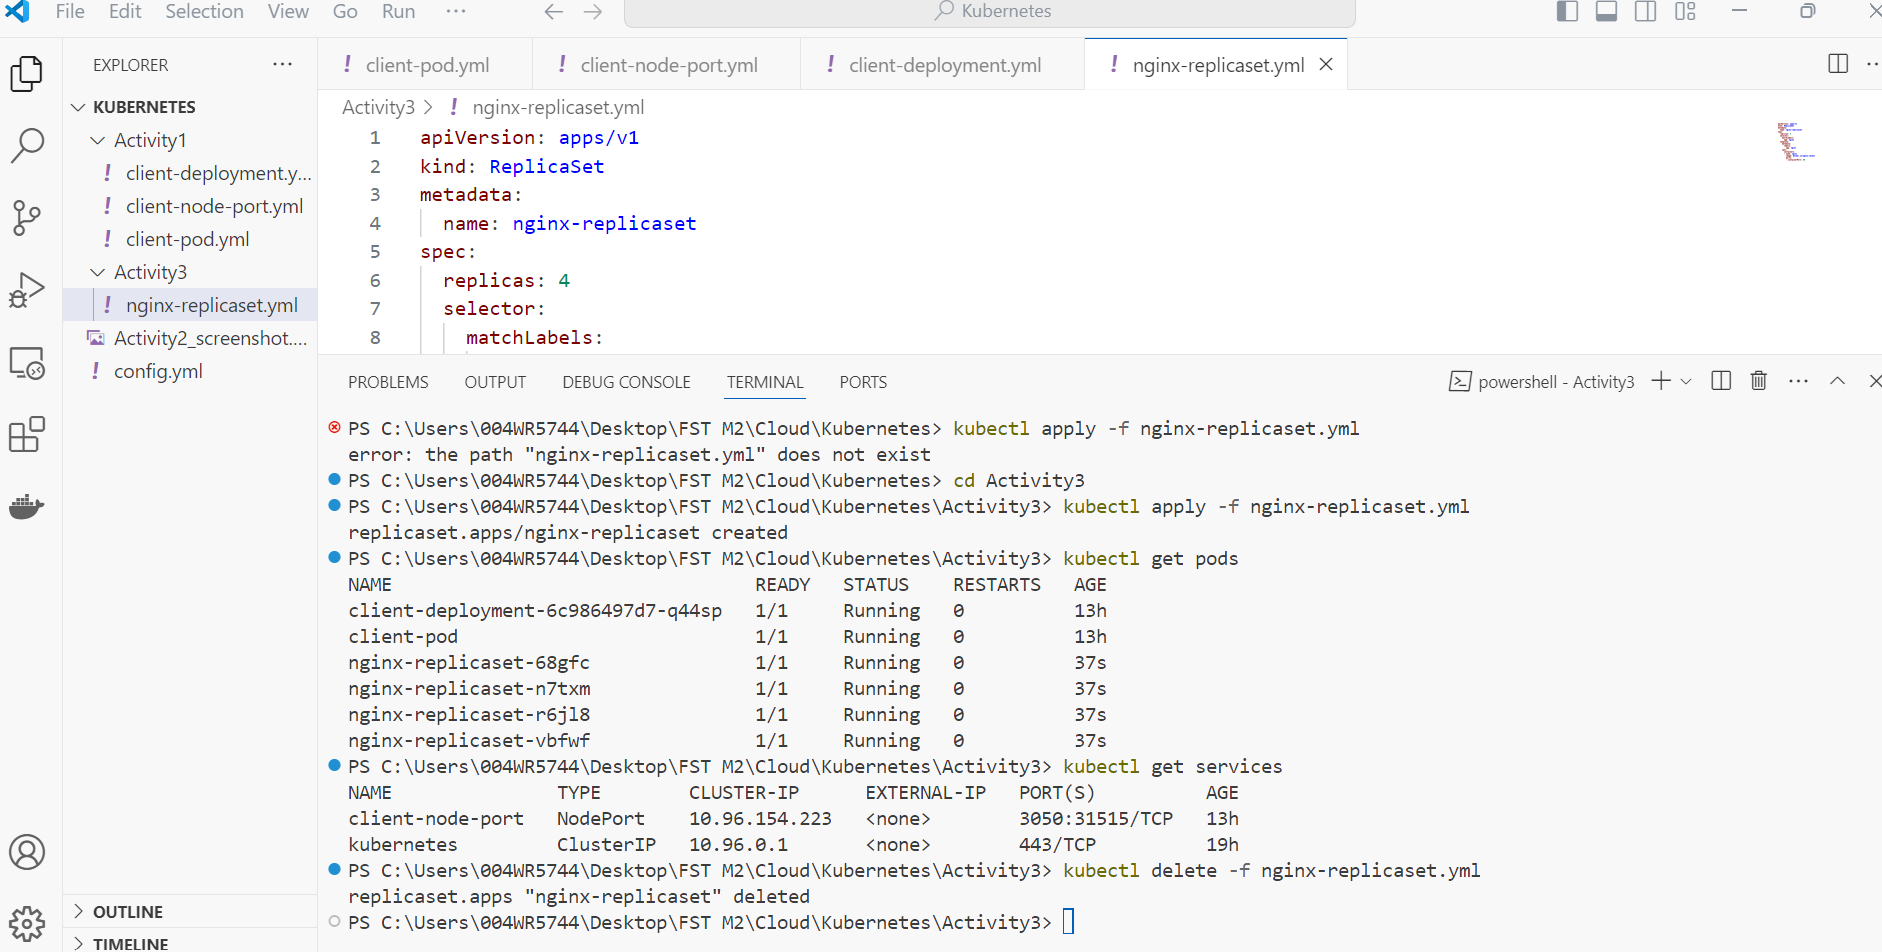 File Edit Selection View Go Run ···
Kubernetes
EXPLORER ···
KUBERNETES
Activity1
! client-deployment.y...
! client-node-port.yml
! client-pod.yml
Activity3
! nginx-replicaset.yml
Activity2_screenshot....
! config.yml
OUTLINE
TIMELINE
! client-pod.yml ! client-node-port.yml ! client-deployment.yml ! nginx-replicaset.yml
Activity3 > ! nginx-replicaset.yml
1 apiVersion: apps/v1
2 kind: ReplicaSet
3 metadata:
4 name: nginx-replicaset
5 spec:
6 replicas: 4
7 selector:
8 matchLabels:
PROBLEMS OUTPUT DEBUG CONSOLE TERMINAL PORTS powershell - Activity3
PS C:\Users\004WR5744\Desktop\FST M2\Cloud\Kubernetes> kubectl apply -f nginx-replicaset.yml
error: the path "nginx-replicaset.yml" does not exist
PS C:\Users\004WR5744\Desktop\FST M2\Cloud\Kubernetes> cd Activity3
PS C:\Users\004WR5744\Desktop\FST M2\Cloud\Kubernetes\Activity3> kubectl apply -f nginx-replicaset.yml
replicaset.apps/nginx-replicaset created
PS C:\Users\004WR5744\Desktop\FST M2\Cloud\Kubernetes\Activity3> kubectl get pods
NAME READY STATUS RESTARTS AGE
client-deployment-6c986497d7-q44sp 1/1 Running 0 13h
client-pod 1/1 Running 0 13h
nginx-replicaset-68gfc 1/1 Running 0 37s
nginx-replicaset-n7txm 1/1 Running 0 37s
nginx-replicaset-r6jl8 1/1 Running 0 37s
nginx-replicaset-vbfwf 1/1 Running 0 37s
PS C:\Users\004WR5744\Desktop\FST M2\Cloud\Kubernetes\Activity3> kubectl get services
NAME TYPE CLUSTER-IP EXTERNAL-IP PORT(S) AGE
client-node-port NodePort 10.96.154.223 <none> 3050:31515/TCP 13h
kubernetes ClusterIP 10.96.0.1 <none> 443/TCP 19h
PS C:\Users\004WR5744\Desktop\FST M2\Cloud\Kubernetes\Activity3> kubectl delete -f nginx-replicaset.yml
replicaset.apps "nginx-replicaset" deleted
PS C:\Users\004WR5744\Desktop\FST M2\Cloud\Kubernetes\Activity3>